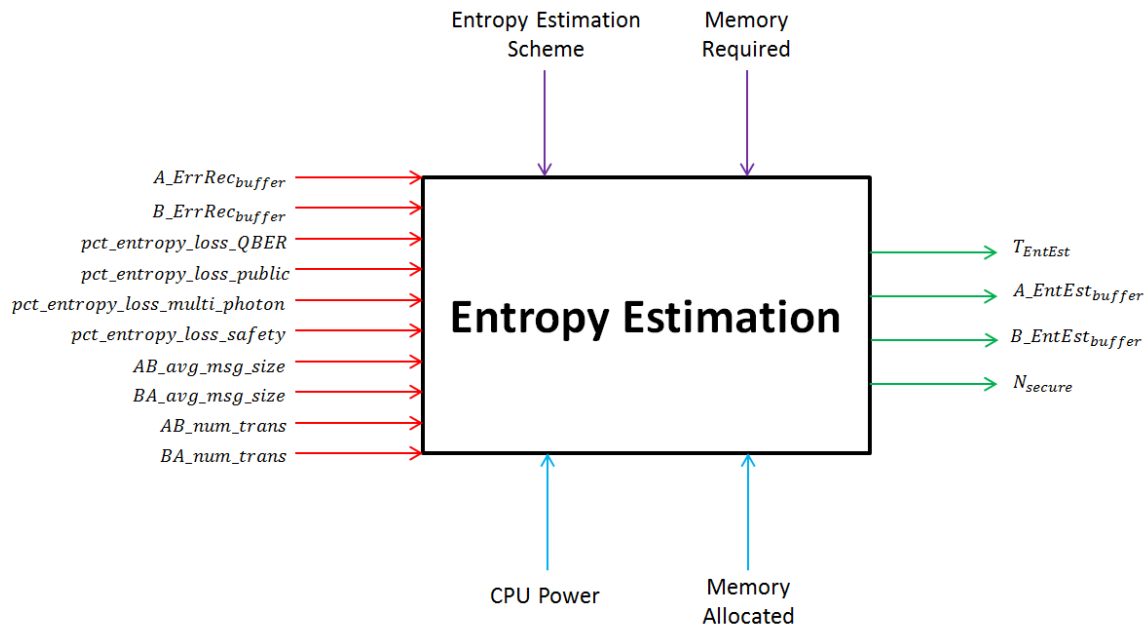 Entropy Estimation
Scheme
Memory
Required
A_ErrRec_buffer
B_ErrRec_buffer
pct_entropy_loss_QBER
pct_entropy_loss_public
pct_entropy_loss_multi_photon
pct_entropy_loss_safety
AB_avg_msg_size
BA_avg_msg_size
AB_num_trans
BA_num_trans
Entropy Estimation
T_EntEst
A_EntEst_buffer
B_EntEst_buffer
N_secure
CPU Power
Memory
Allocated